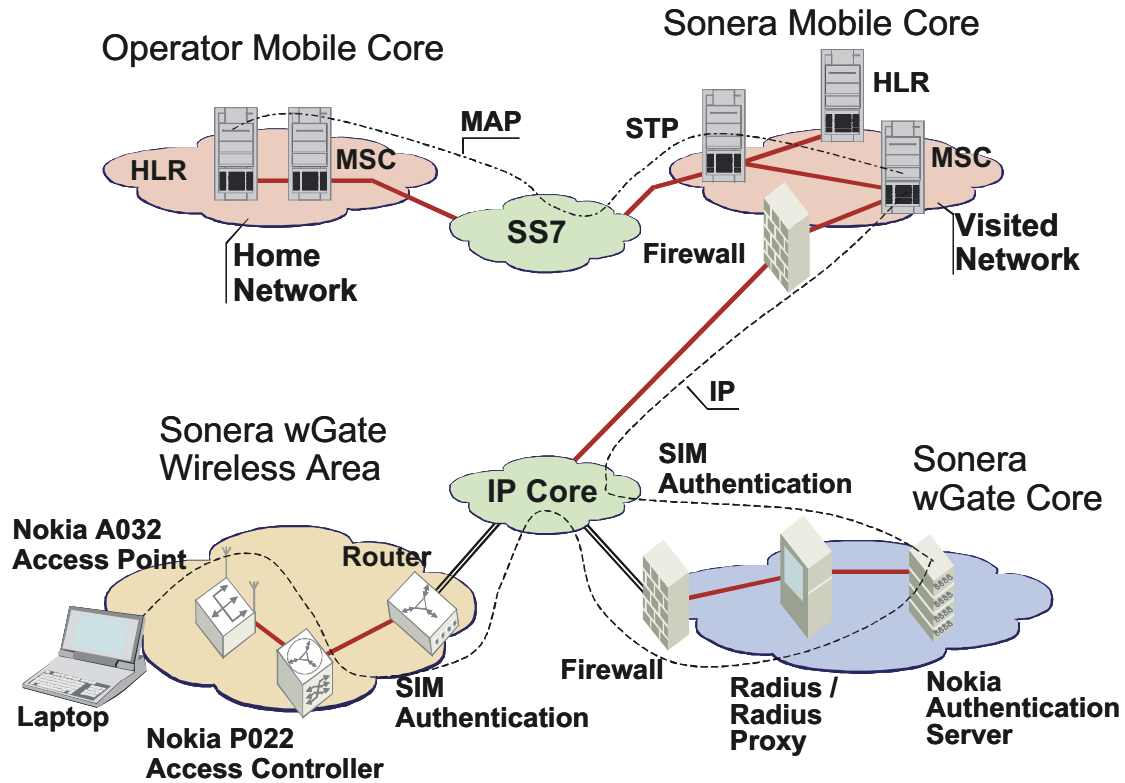 Operator Mobile Core
Sonera Mobile Core
HLR
MAP
STP
HLR
MSC
MSC
SS7
Home
Network
Firewall
Visited
Network
IP
Sonera wGate
Wireless Area
SIM
Authentication
Sonera
wGate Core
IP Core
Nokia A032
Access Point
Router
Laptop
SIM
Authentication
Firewall
Radius /
Radius
Proxy
Nokia
Authentication
Server
Nokia P022
Access Controller